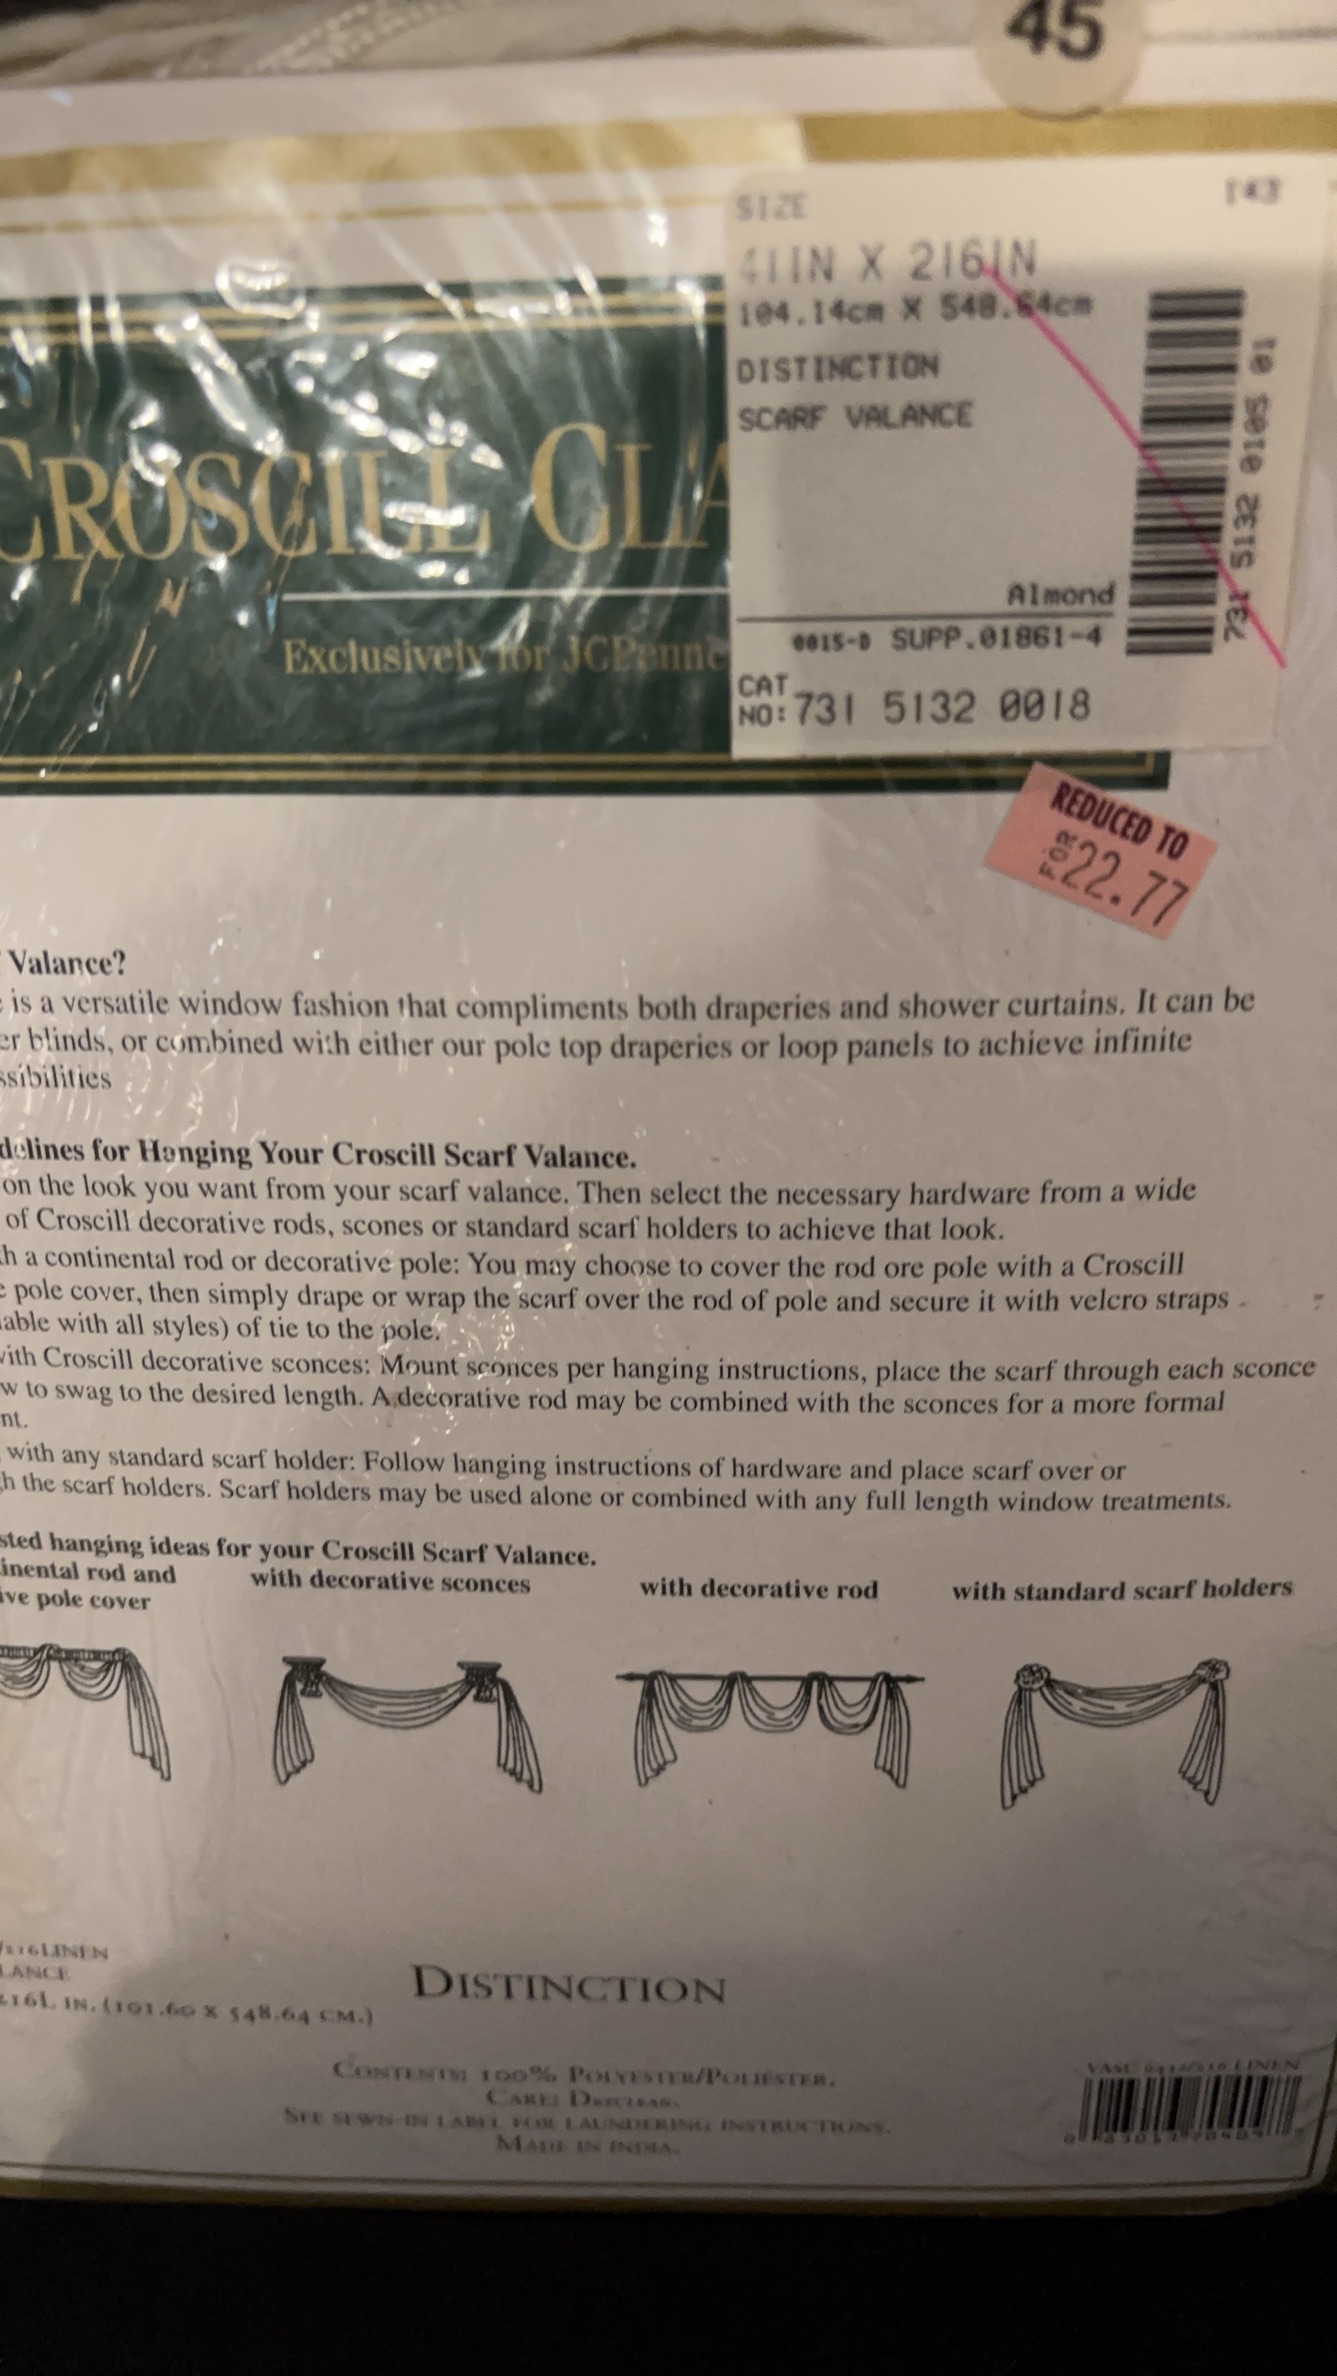 45
SIZE 143
41IN X 216IN
104.14cm X 548.64cm
DISTINCTION
SCARF VALANCE
Almond
0015-D SUPP.01861-4
CAT NO: 731 5132 0018
731 5132 0105 01
CROSCILL CLA
Exclusively for JCPenne
REDUCED TO
FOR 22.77
Valance?
is a versatile window fashion that compliments both draperies and shower curtains. It can be
er blinds, or combined with either our pole top draperies or loop panels to achieve infinite
ssibilities
delines for Hanging Your Croscill Scarf Valance.
on the look you want from your scarf valance. Then select the necessary hardware from a wide
of Croscill decorative rods, scones or standard scarf holders to achieve that look.
h a continental rod or decorative pole: You may choose to cover the rod ore pole with a Croscill
e pole cover, then simply drape or wrap the scarf over the rod of pole and secure it with velcro straps
able with all styles) of tie to the pole.
with Croscill decorative sconces: Mount sconces per hanging instructions, place the scarf through each sconce
w to swag to the desired length. A decorative rod may be combined with the sconces for a more formal
nt.
with any standard scarf holder: Follow hanging instructions of hardware and place scarf over or
gh the scarf holders. Scarf holders may be used alone or combined with any full length window treatments.
sted hanging ideas for your Croscill Scarf Valance.
inental rod and
ive pole cover
with decorative sconces
with decorative rod
with standard scarf holders
/216LINEN
LANCE
216L IN. (101.60 X 548.64 CM.)
DISTINCTION
CONTENTS: 100% POLYESTER/POLIESTER.
CARE: DRYCLEAN.
SEE SEWN-IN LABEL FOR LAUNDERING INSTRUCTIONS.
MADE IN INDIA.
LINEN